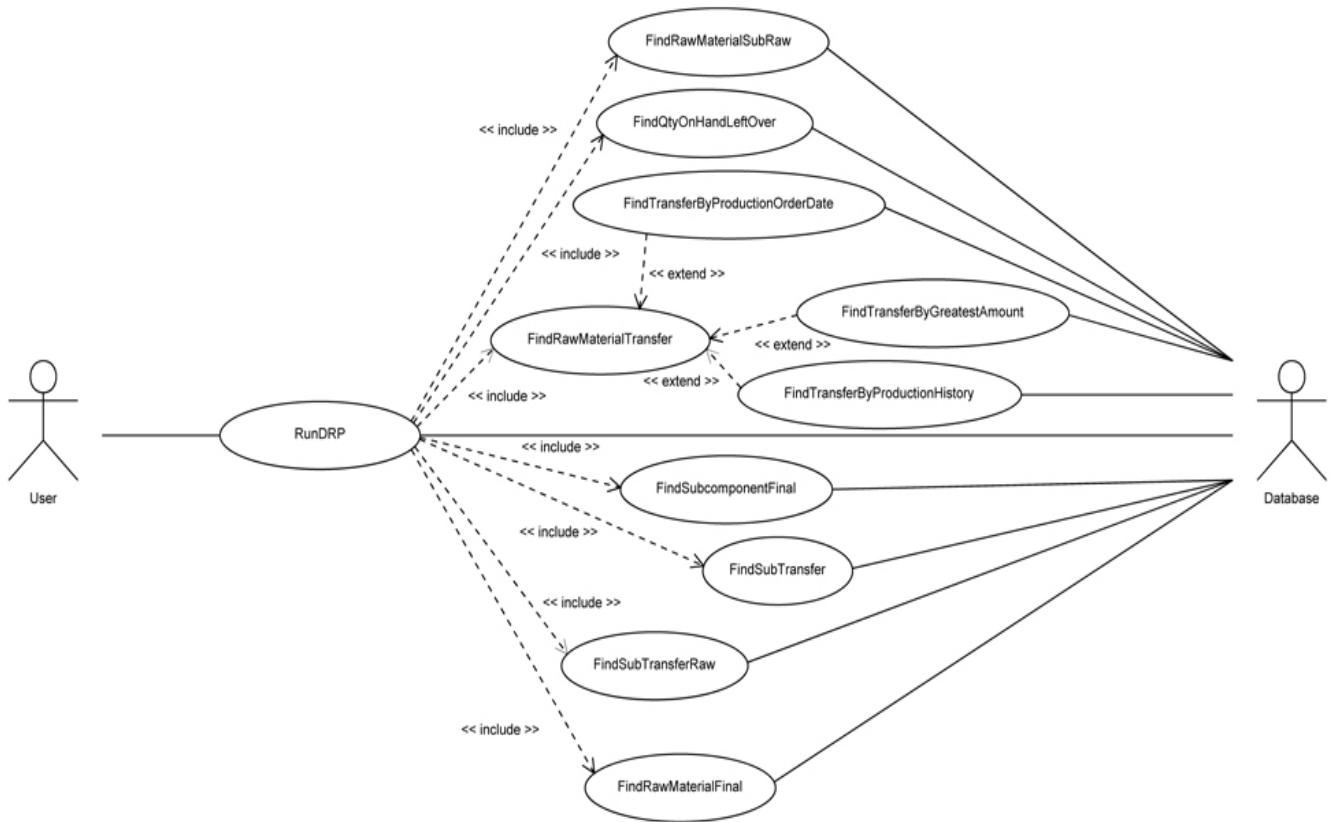 FindRawMaterialSubRaw
<< include >>
FindQtyOnHandLeftOver
FindTransferByProductionOrderDate
<< include >>
<< extend >>
FindTransferByGreatestAmount
FindRawMaterialTransfer
<< extend >>
<< extend >>
FindTransferByProductionHistory
<< include >>
RunDRP
<< include >>
User
FindSubcomponentFinal
Database
<< include >>
FindSubTransfer
<< include >>
FindSubTransferRaw
<< include >>
FindRawMaterialFinal